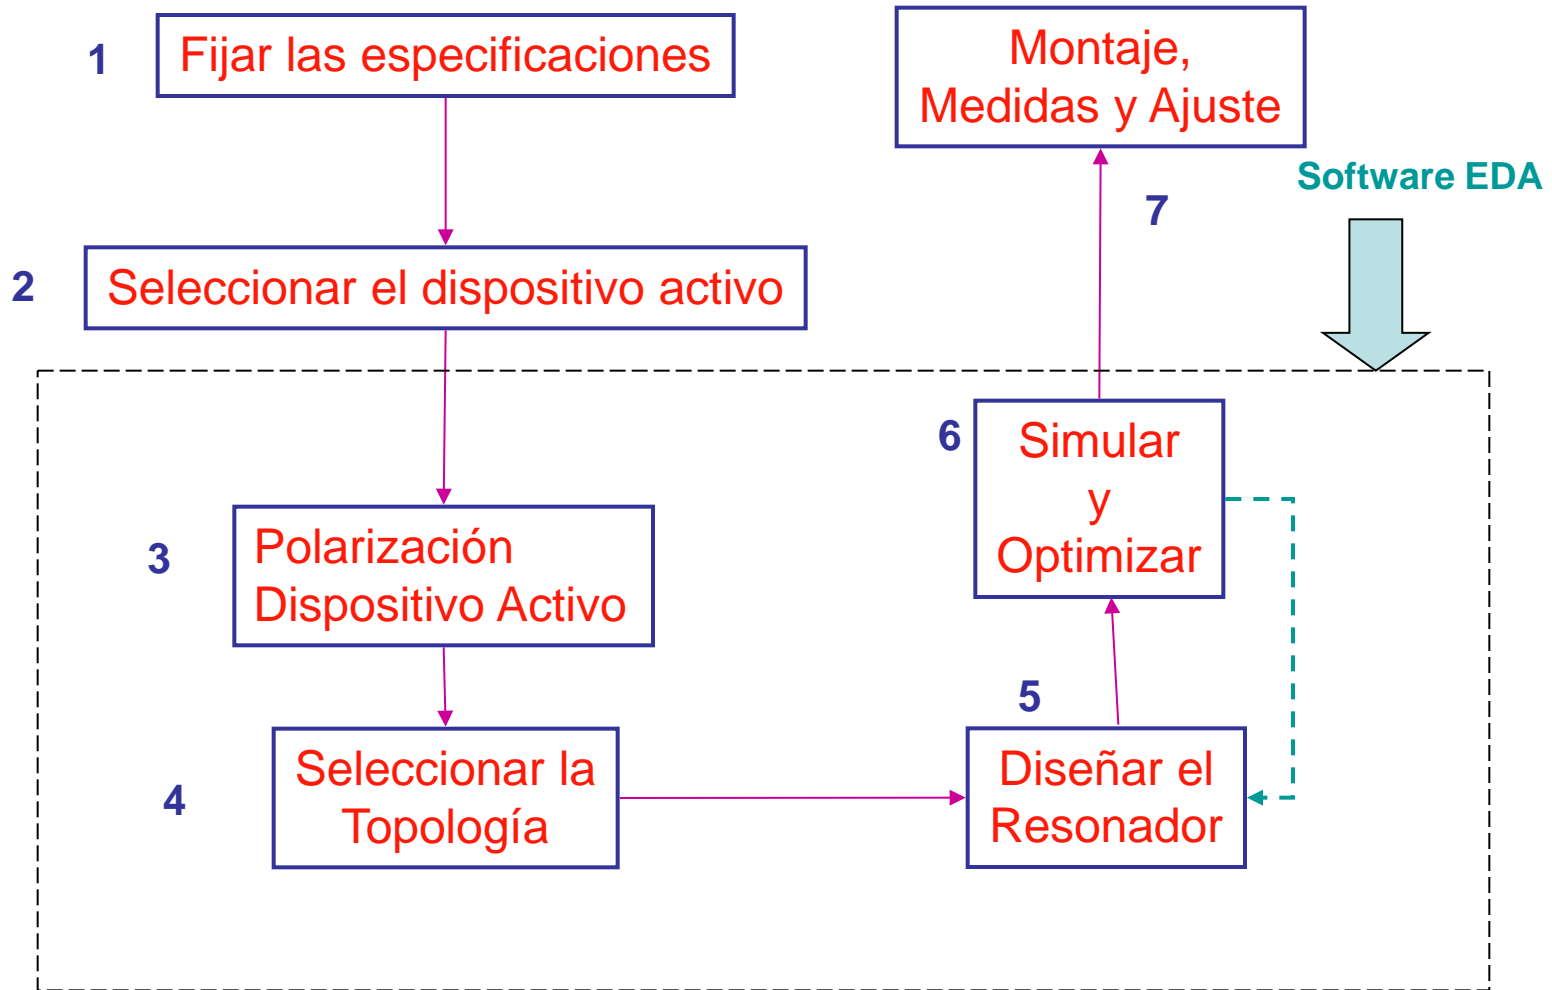 1
Fijar las especificaciones
2
Seleccionar el dispositivo activo
3
Polarización
Dispositivo Activo
4
Seleccionar la
Topología
5
Diseñar el
Resonador
6
Simular
y
Optimizar
7
Montaje,
Medidas y Ajuste
Software EDA